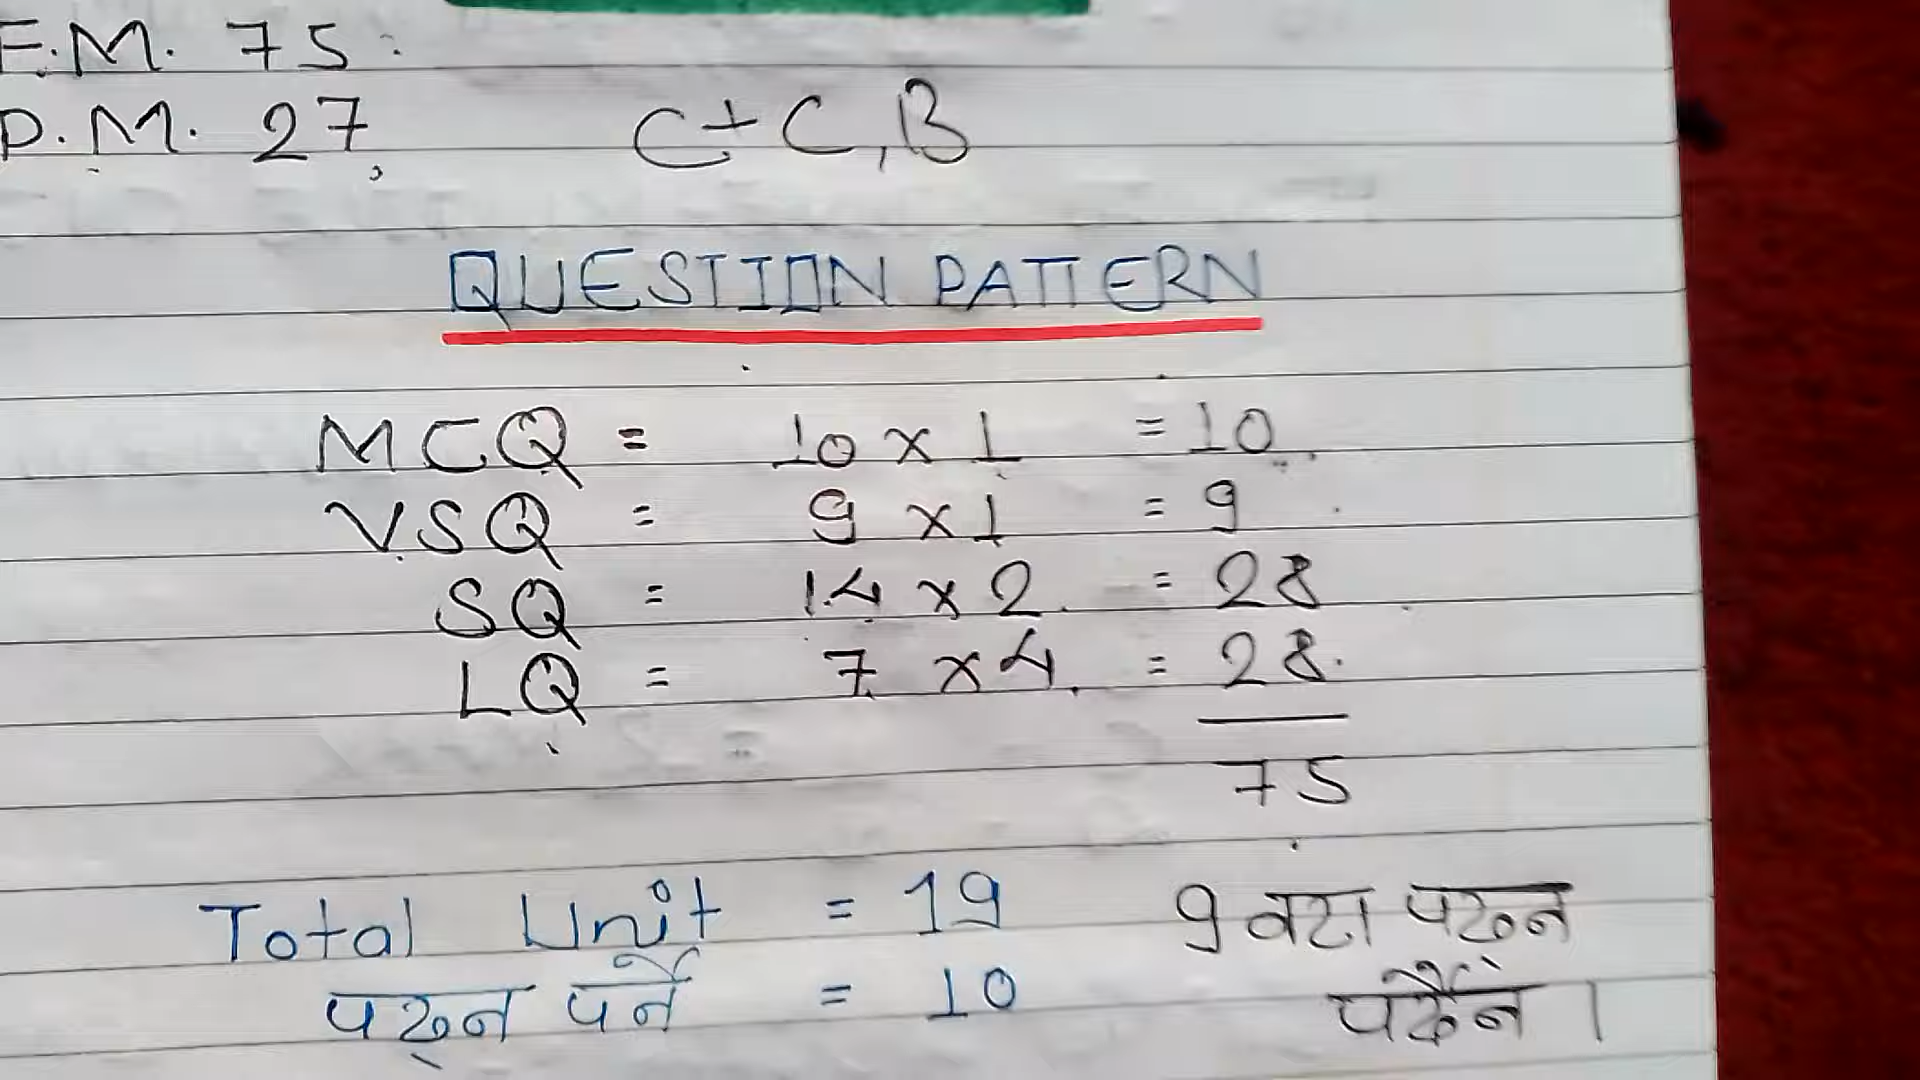 F.M. 75.
P.M. 27, C+ C, B
QUESTION PATTERN
MCQ = 10 x 1 = 10
VSQ = 9 x 1 = 9
SQ = 14 x 2 = 28
LQ = 7 x 4 = 28
75
Total Unit = 19 9 वटा पढ्न
पढ्न पर्ने = 10 पर्दैन ।